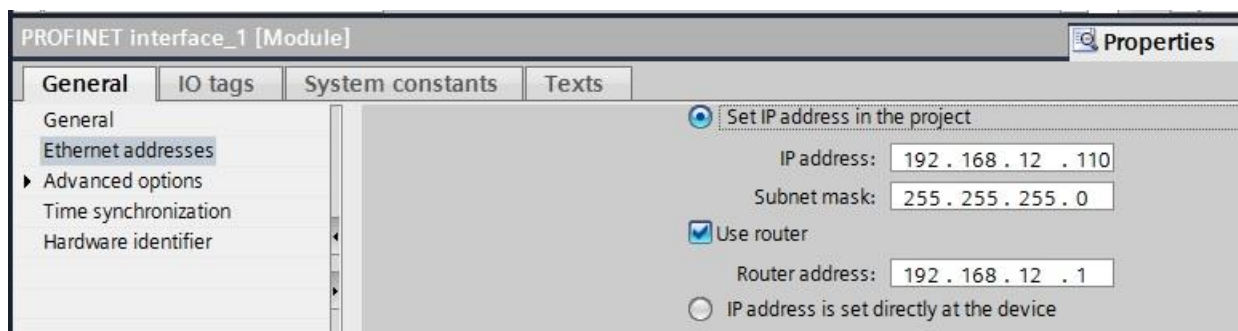 PROFINET interface_1 [Module]
Properties
General IO tags System constants Texts
General
Ethernet addresses
Advanced options
Time synchronization
Hardware identifier
Set IP address in the project
IP address: 192 . 168 . 12 . 110
Subnet mask: 255 . 255 . 255 . 0
Use router
Router address: 192 . 168 . 12 . 1
IP address is set directly at the device